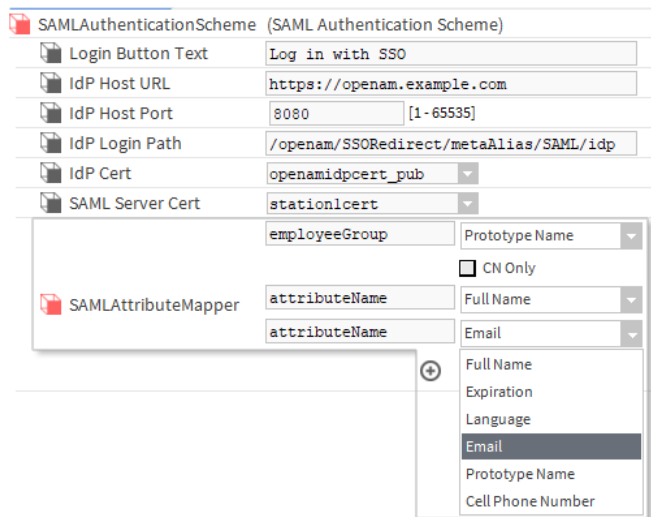 SAMLAuthenticationScheme (SAML Authentication Scheme)
Login Button Text Log in with SSO
IdP Host URL https://openam.example.com
IdP Host Port 8080 [1-65535]
IdP Login Path /openam/SSORedirect/metaAlias/SAML/idp
IdP Cert openamidpcert_pub
SAML Server Cert station1cert
employeeGroup Prototype Name
CN Only
SAMLAttributeMapper attributeName Full Name
attributeName Email
Full Name
Expiration
Language
Email
Prototype Name
Cell Phone Number